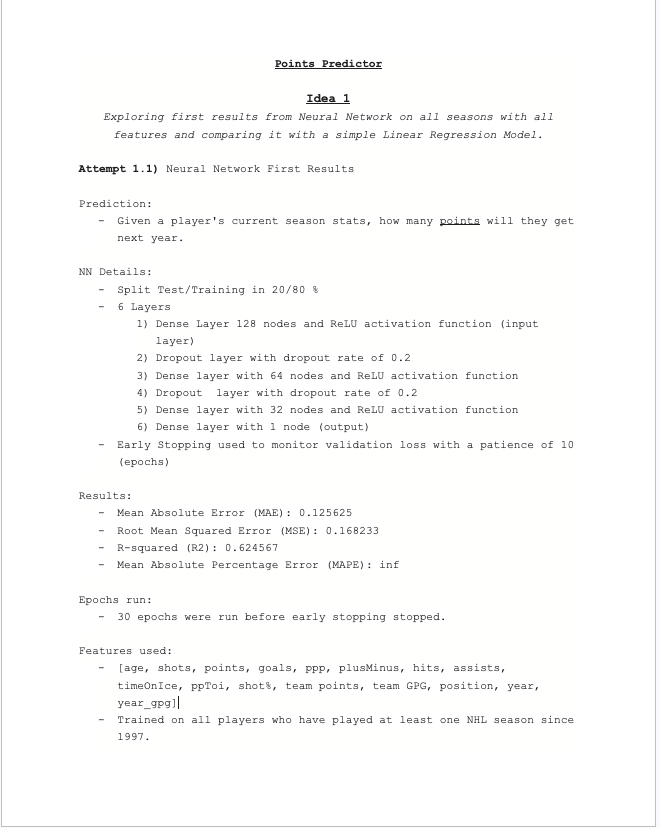 Points Predictor
Idea 1
Exploring first results from Neural Network on all seasons with all
features and comparing it with a simple Linear Regression Model.
Attempt 1.1) Neural Network First Results
Prediction:
- Given a player's current season stats, how many points will they get
next year.
NN Details:
- Split Test/Training in 20/80 %
- 6 Layers
1) Dense Layer 128 nodes and ReLU activation function (input
layer)
2) Dropout layer with dropout rate of 0.2
3) Dense layer with 64 nodes and ReLU activation function
4) Dropout  layer with dropout rate of 0.2
5) Dense layer with 32 nodes and ReLU activation function
6) Dense layer with 1 node (output)
- Early Stopping used to monitor validation loss with a patience of 10
(epochs)
Results:
- Mean Absolute Error (MAE): 0.125625
- Root Mean Squared Error (MSE): 0.168233
- R-squared (R2): 0.624567
- Mean Absolute Percentage Error (MAPE): inf
Epochs run:
- 30 epochs were run before early stopping stopped.
Features used:
- [age, shots, points, goals, ppp, plusMinus, hits, assists,
timeOnIce, ppToi, shot%, team points, team GPG, position, year,
year_gpg]
- Trained on all players who have played at least one NHL season since
1997.